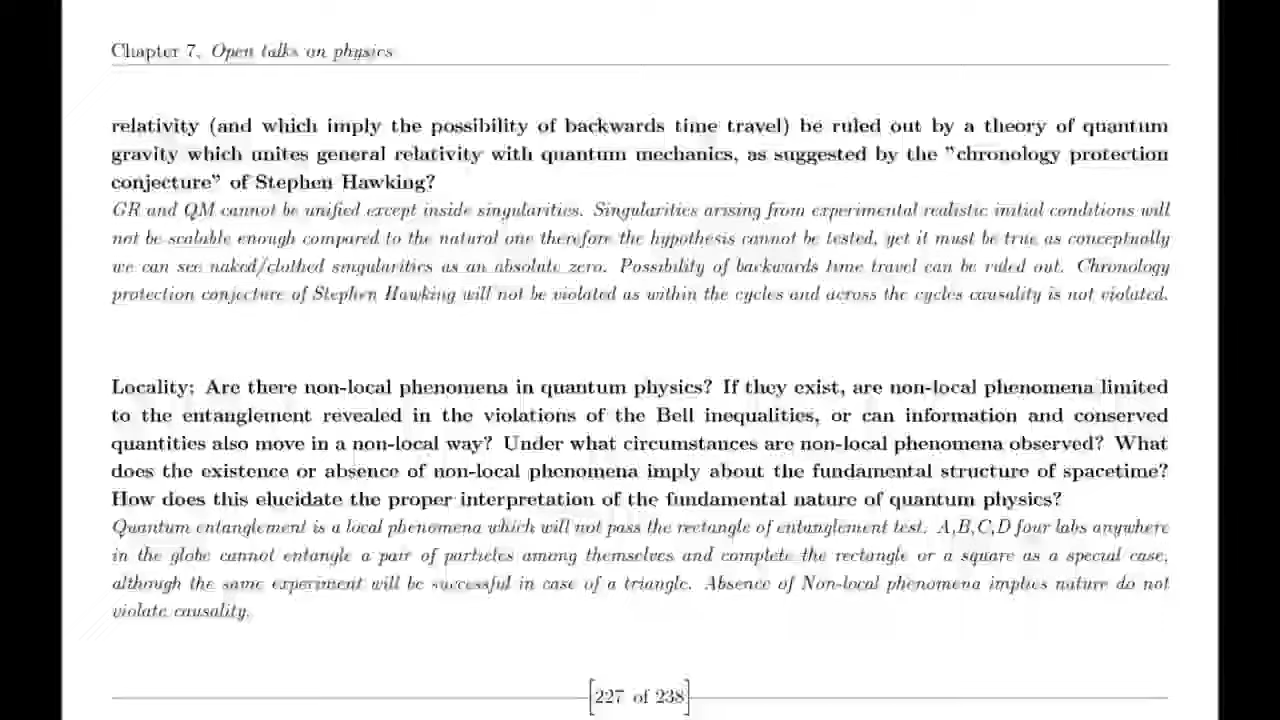 Chapter 7, Open talks on physics
relativity (and which imply the possibility of backwards time travel) be ruled out by a theory of quantum
gravity which unites general relativity with quantum mechanics, as suggested by the "chronology protection
conjecture" of Stephen Hawking?
GR and QM cannot be unified except inside singularities. Singularities arising from experimental realistic initial conditions will
not be scalable enough compared to the natural one therefore the hypothesis cannot be tested, yet it must be true as conceptually
we can see naked/clothed singularities as an absolute zero. Possibility of backwards time travel can be ruled out. Chronology
protection conjecture of Stephen Hawking will not be violated as within the cycles and across the cycles causality is not violated.
Locality: Are there non-local phenomena in quantum physics? If they exist, are non-local phenomena limited
to the entanglement revealed in the violations of the Bell inequalities, or can information and conserved
quantities also move in a non-local way? Under what circumstances are non-local phenomena observed? What
does the existence or absence of non-local phenomena imply about the fundamental structure of spacetime?
How does this elucidate the proper interpretation of the fundamental nature of quantum physics?
Quantum entanglement is a local phenomena which will not pass the rectangle of entanglement test. A,B,C,D four labs anywhere
in the globe cannot entangle a pair of particles among themselves and complete the rectangle or a square as a special case,
although the same experiment will be successful in case of a triangle. Absence of Non-local phenomena implies nature do not
violate causality.
227 of 238